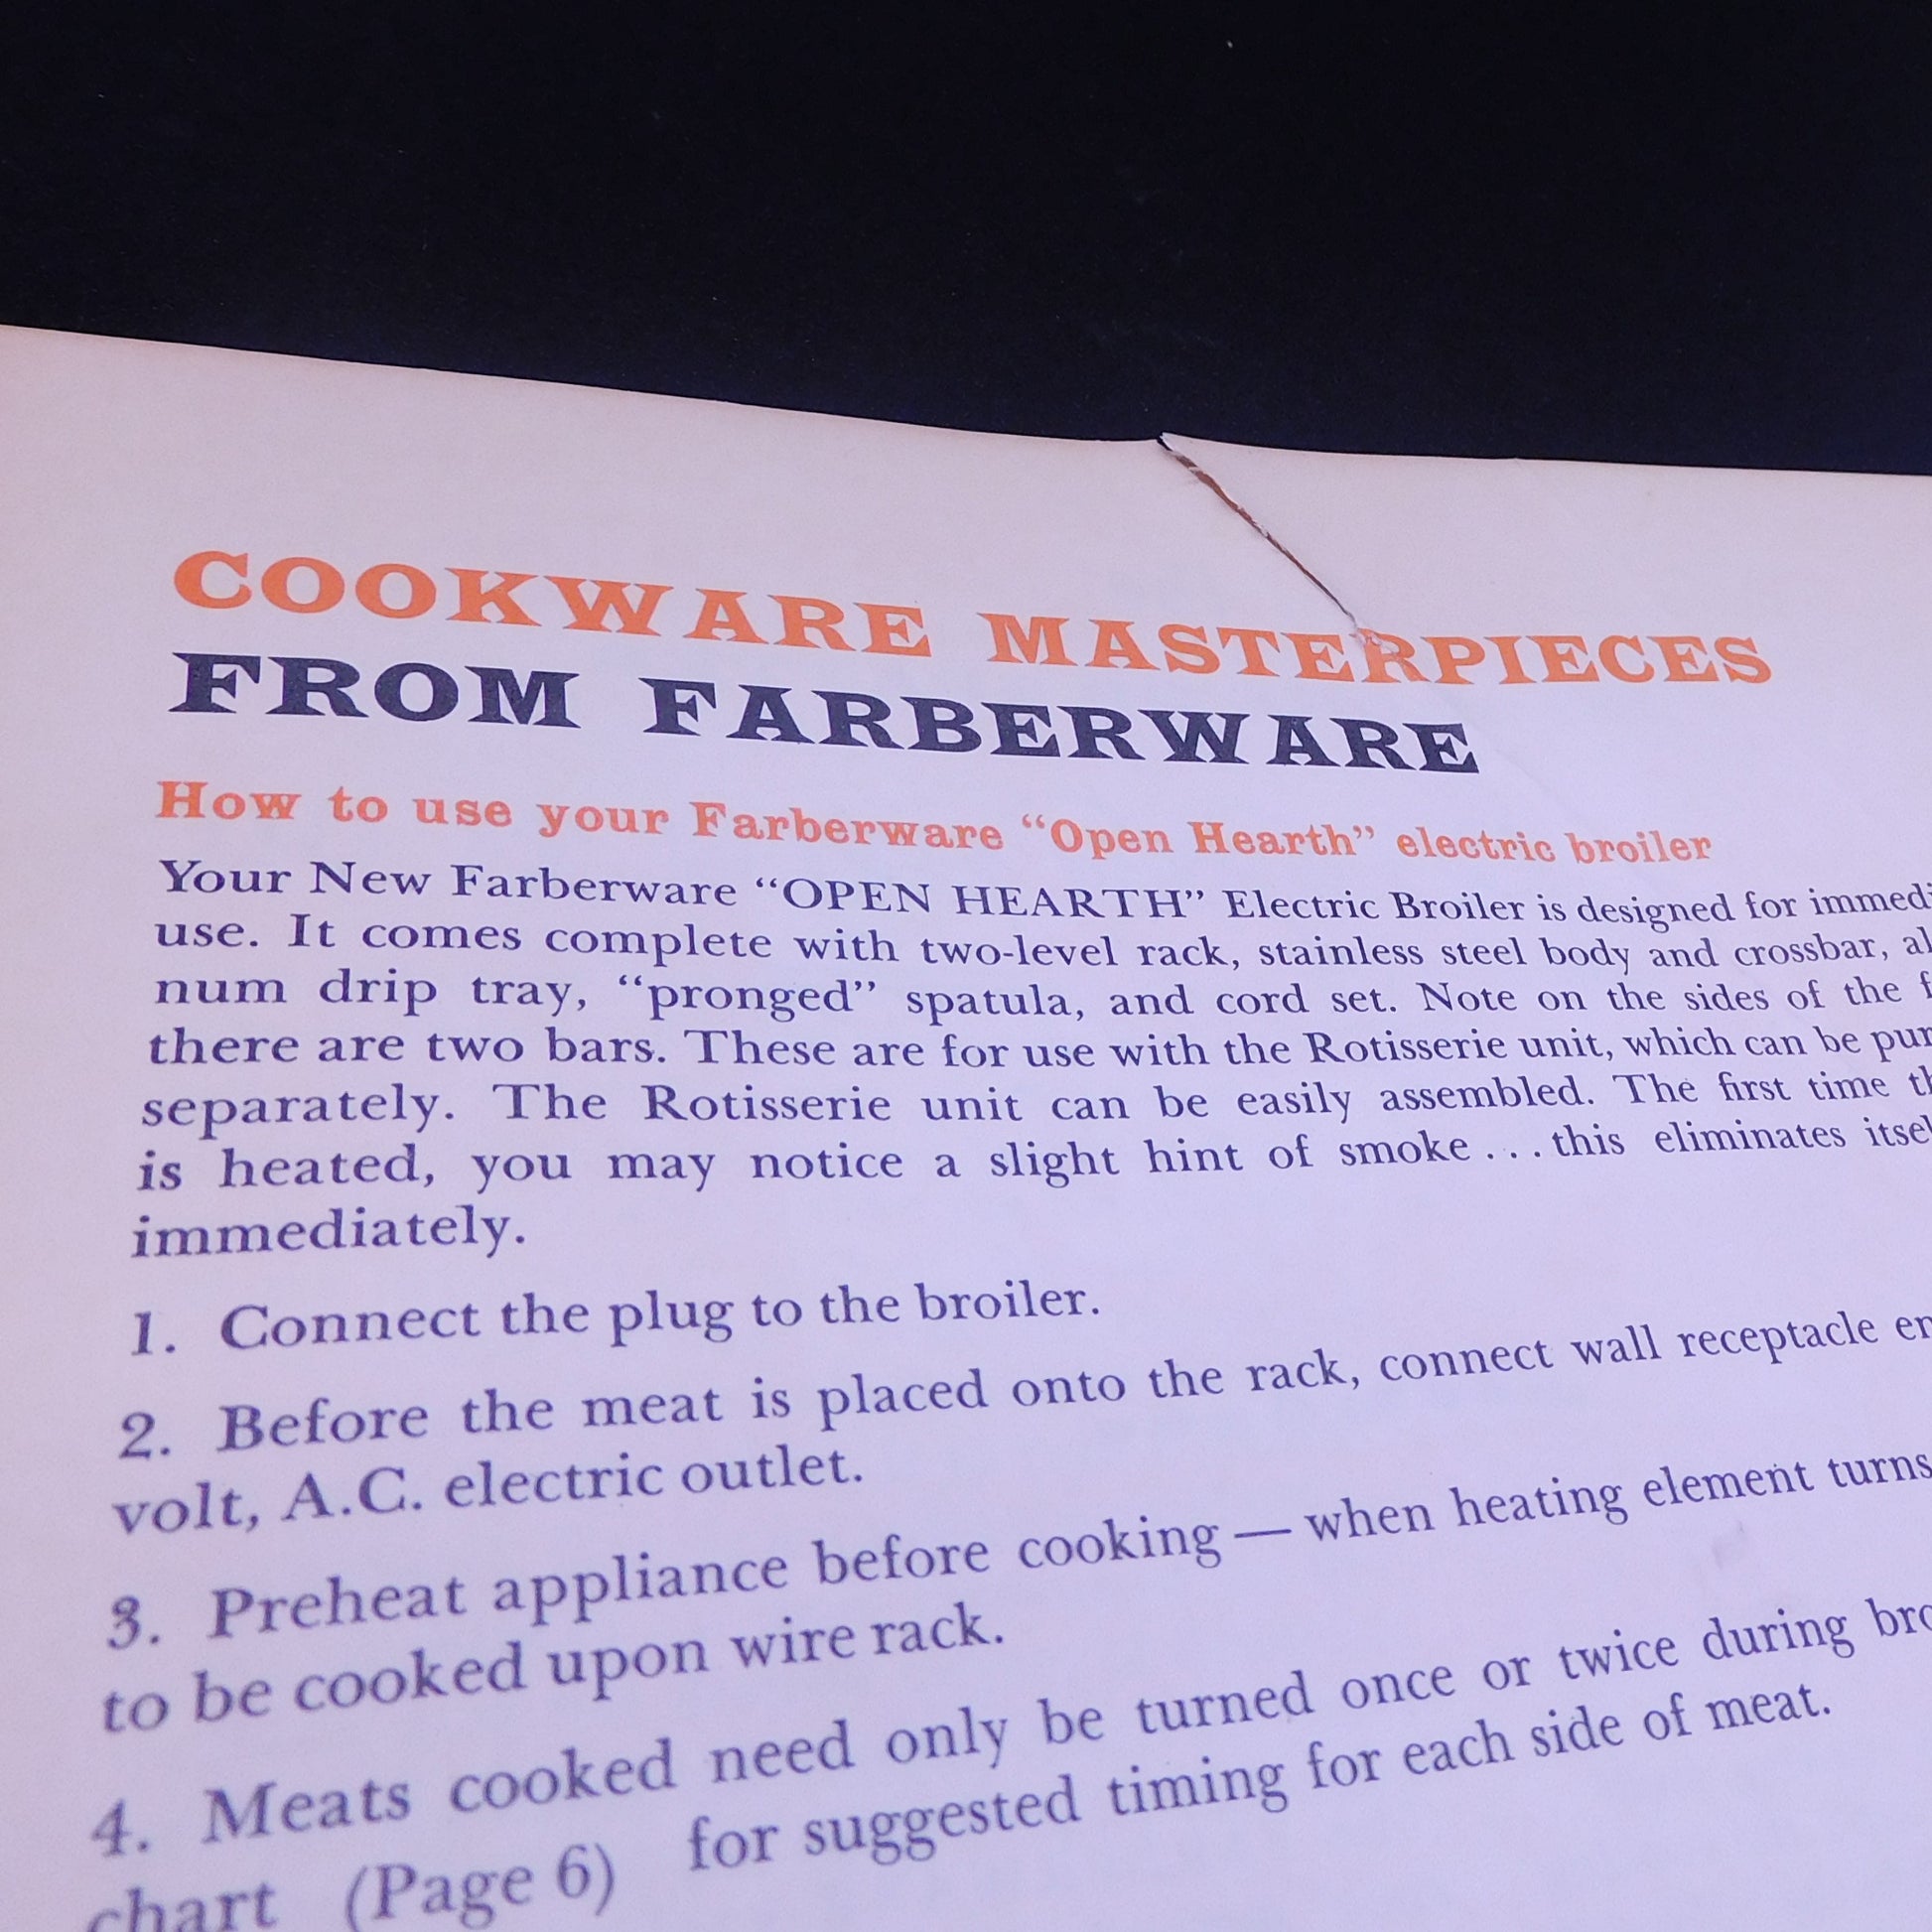 COOKWARE MASTERPIECES
FROM FARBERWARE
How to use your Farberware “Open Hearth” electric broiler
Your New Farberware “OPEN HEARTH” Electric Broiler is designed for
use. It comes complete with two-level rack, stainless steel body and crossbar,
num drip tray, “pronged” spatula, and cord set. Note on the sides of the
there are two bars. These are for use with the Rotisserie unit, which can be
separately. The Rotisserie unit can be easily assembled. The first time
is heated, you may notice a slight hint of smoke...this eliminates
immediately.
1. Connect the plug to the broiler.
2. Before the meat is placed onto the rack, connect wall receptacle
volt, A.C. electric outlet.
3. Preheat appliance before cooking — when heating element turns
to be cooked upon wire rack.
4. Meats cooked need only be turned once or twice during
chart (Page 6) for suggested timing for each side of meat.